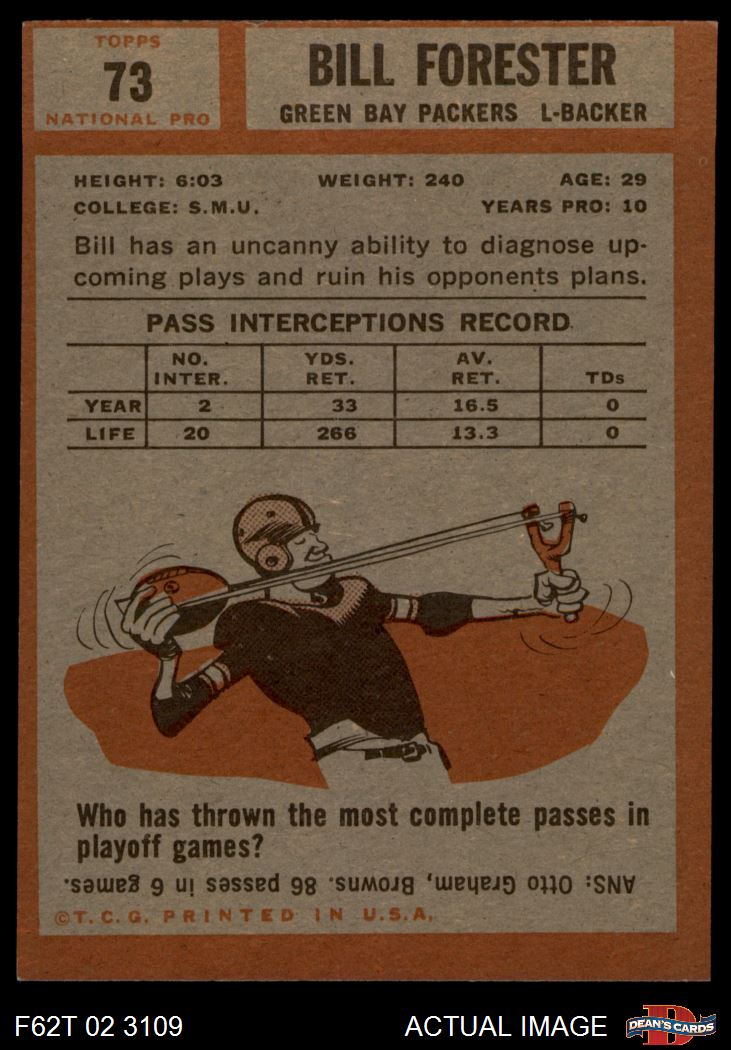 TOPPS
73
NATIONAL PRO
BILL FORESTER
GREEN BAY PACKERS L-BACKER
HEIGHT: 6:03 WEIGHT: 240 AGE: 29
COLLEGE: S.M.U. YEARS PRO: 10
Bill has an uncanny ability to diagnose up-
coming plays and ruin his opponents plans.
PASS INTERCEPTIONS RECORD
NO. INTER. YDS. RET. AV. RET. TDs
YEAR 2 33 16.5 0
LIFE 20 266 13.3 0
Who has thrown the most complete passes in
playoff games?
ANS: Otto Graham, Browns. 86 passes in 6 games.
©T.C.G. PRINTED IN U.S.A.
F62T 02 3109 ACTUAL IMAGE
D
DEAN'S CARDS